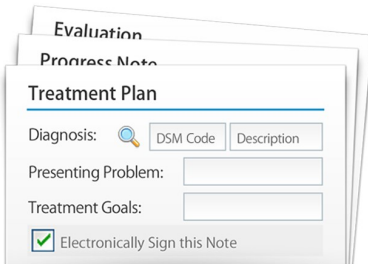 Evaluation
Progress Note
Treatment Plan
Diagnosis: DSM Code Description
Presenting Problem:
Treatment Goals:
Electronically Sign this Note